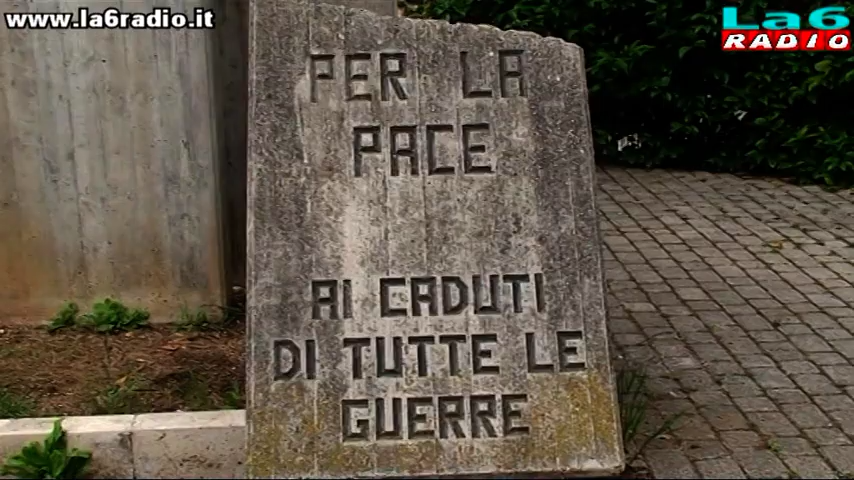 www.la6radio.it
La6
RADIO
PER LA
PACE
AI CADUTI
DI TUTTE LE
GUERRE